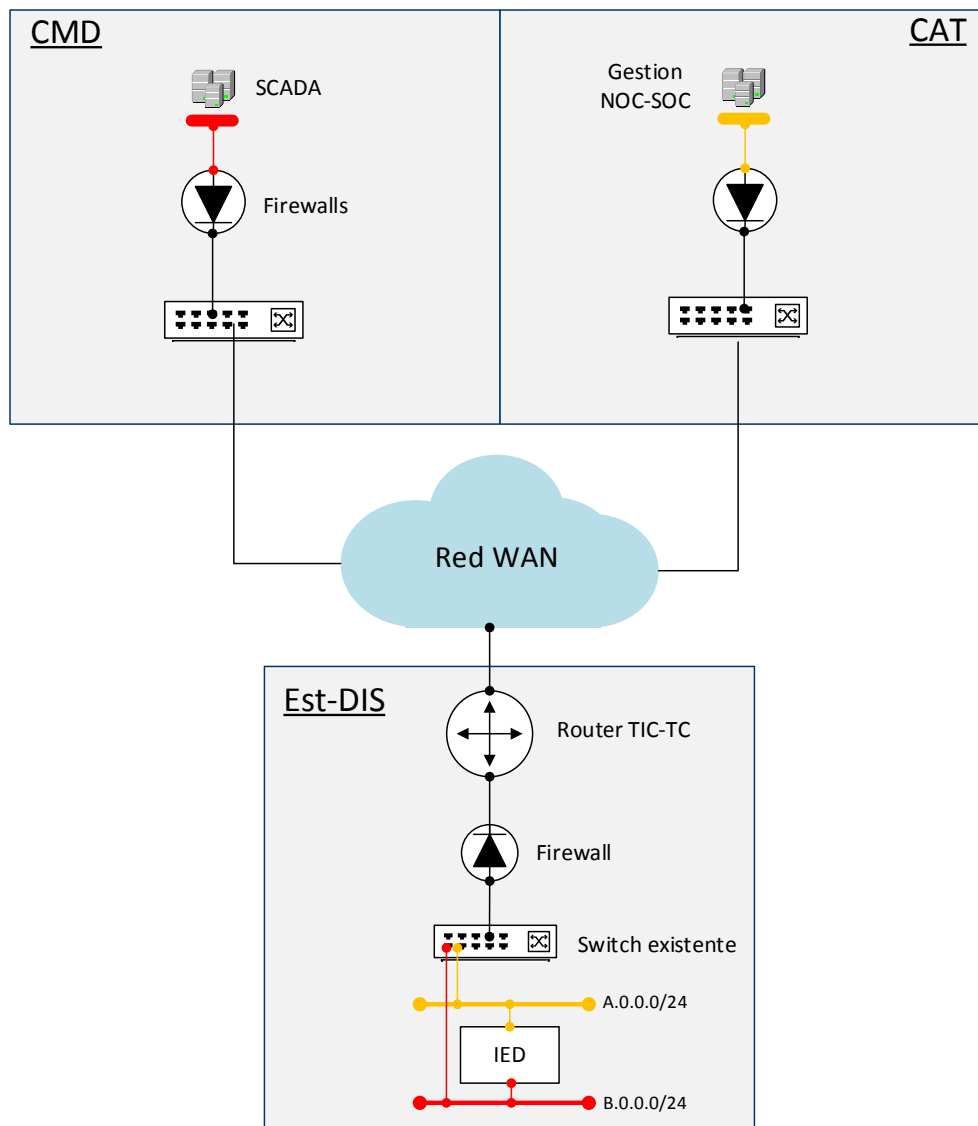 CMD
CAT
SCADA
Gestion
NOC-SOC
Firewalls
Red WAN
Est-DIS
Router TIC-TC
Firewall
Switch existente
A.0.0.0/24
IED
B.0.0.0/24